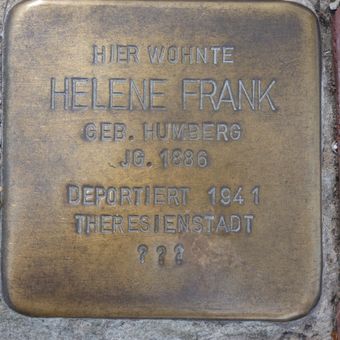 HIER WOHNTE
HELENE FRANK
GEB. HUMBERG
JG. 1886
DEPORTIERT 1941
THERESIENSTADT
? ? ?